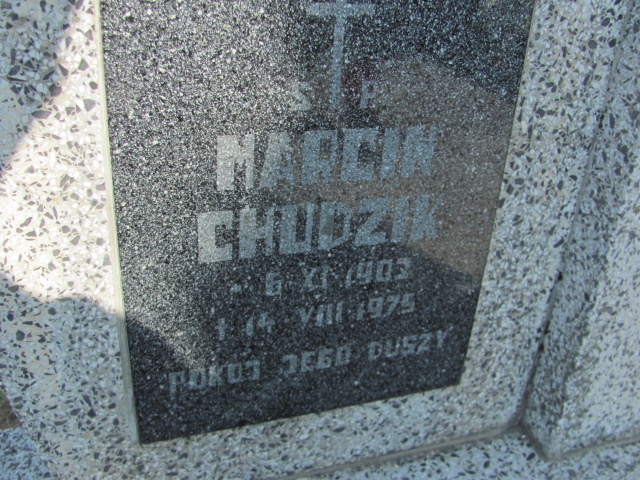 S P
MARCIN
CHUDZIK
* 6 XI 1903
† 14 VIII 1975
POKOJ JEGO DUSZY